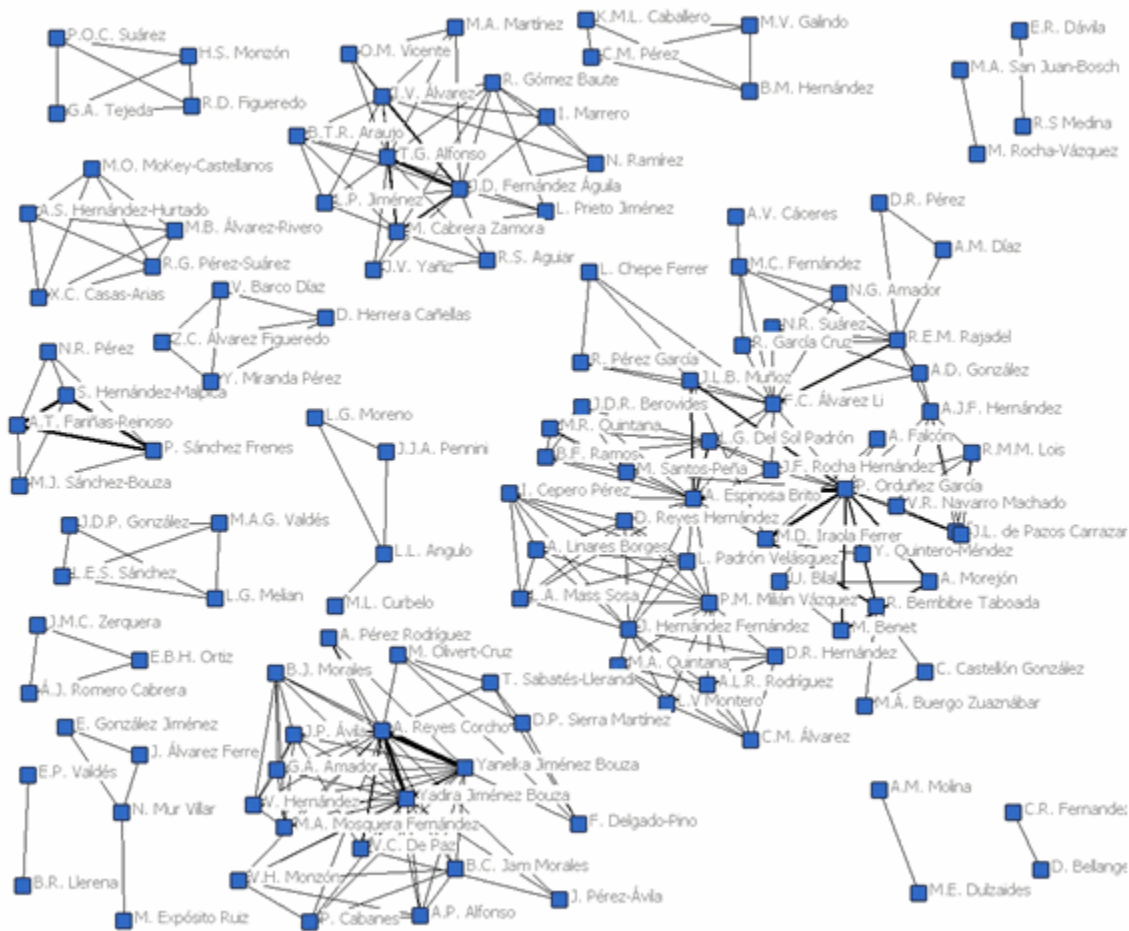 P.O.C. Suárez
H.S. Monzón
G.A. Tejeda
R.D. Figueredo
M.A. Martínez
O.M. Vicente
J.V. Álvarez
R. Gómez Baute
I. Marrero
B.T.R. Araujo
T.G. Alfonso
N. Ramírez
J.D. Fernández Águila
L.P. Jiménez
L. Prieto Jiménez
M. Cabrera Zamora
J.V. Yañiz
R.S. Aguiar
K.M.L. Caballero
M.V. Galindo
C.M. Pérez
B.M. Hernández
E.R. Dávila
M.A. San Juan-Bosch
R.S Medina
M. Rocha-Vázquez
M.O. MoKey-Castellanos
A.S. Hernández-Hurtado
M.B. Álvarez-Rivero
R.G. Pérez-Suárez
X.C. Casas-Arias
V. Barco Díaz
D. Herrera Cañellas
Z.C. Álvarez Figueredo
Y. Miranda Pérez
N.R. Pérez
S. Hernández-Malpica
A.T. Fariñas-Reinoso
P. Sánchez Frenes
M.J. Sánchez-Bouza
L.G. Moreno
J.J.A. Pennini
L.L. Angulo
M.L. Curbelo
J.D.P. González
M.A.G. Valdés
L.E.S. Sánchez
L.G. Melian
J.M.C. Zerquera
E.B.H. Ortiz
A.J. Romero Cabrera
E. González Jiménez
J. Álvarez Ferre
N. Mur Villar
M. Expósito Ruiz
E.P. Valdés
B.R. Llerena
A.V. Cáceres
D.R. Pérez
A.M. Díaz
M.C. Fernández
L. Chepe Ferrer
N.G. Amador
N.R. Suárez
R. García Cruz
R.E.M. Rajadel
R. Pérez García
J.L.B. Muñoz
A.D. González
F.C. Álvarez Li
A.J.F. Hernández
J.D.R. Berovides
M.R. Quintana
L.G. Del Sol Padrón
A. Falcón
B.F. Ramos
R.M.M. Lois
M. Santos-Peña
J.F. Rocha Hernández
P. Orduñez García
I. Cepero Pérez
A. Espinosa Brito
V.R. Navarro Machado
D. Reyes Hernández
J.L. de Pazos Carrazar
M.D. Iraola Ferrer
A. Linares Borges
L. Padrón Velásquez
Y. Quintero-Méndez
U. Bilal
A. Morejón
L.A. Mass Sosa
P.M. Milán Vázquez
R. Bembibre Taboada
J. Hernández Fernández
M. Benet
D.R. Hernández
M.A. Quintana
C. Castellón González
A.L.R. Rodríguez
L.V Montero
M.Á. Buergo Zuaznábar
C.M. Álvarez
A. Pérez Rodríguez
M. Olivert-Cruz
B.J. Morales
T. Sabatés-Llerandi
D.P. Sierra Martínez
J.P. Ávila
A. Reyes Corcho
G.A. Amador
Yanelka Jiménez Bouza
V. Hernández
Yadira Jiménez Bouza
M.A. Mosquera Fernández
F. Delgado-Pino
V.C. De Paz
B.C. Jam Morales
V.H. Monzón
J. Pérez-Ávila
P. Cabanes
A.P. Alfonso
A.M. Molina
C.R. Fernandez
D. Bellange
M.E. Dulzaides